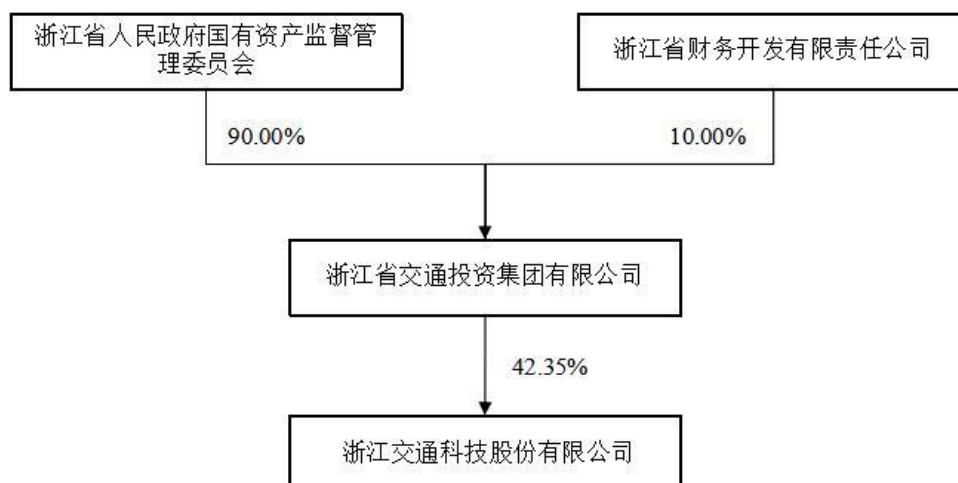 浙江省人民政府国有资产监督管
理委员会
浙江省财务开发有限责任公司
90.00%
10.00%
浙江省交通投资集团有限公司
42.35%
浙江交通科技股份有限公司